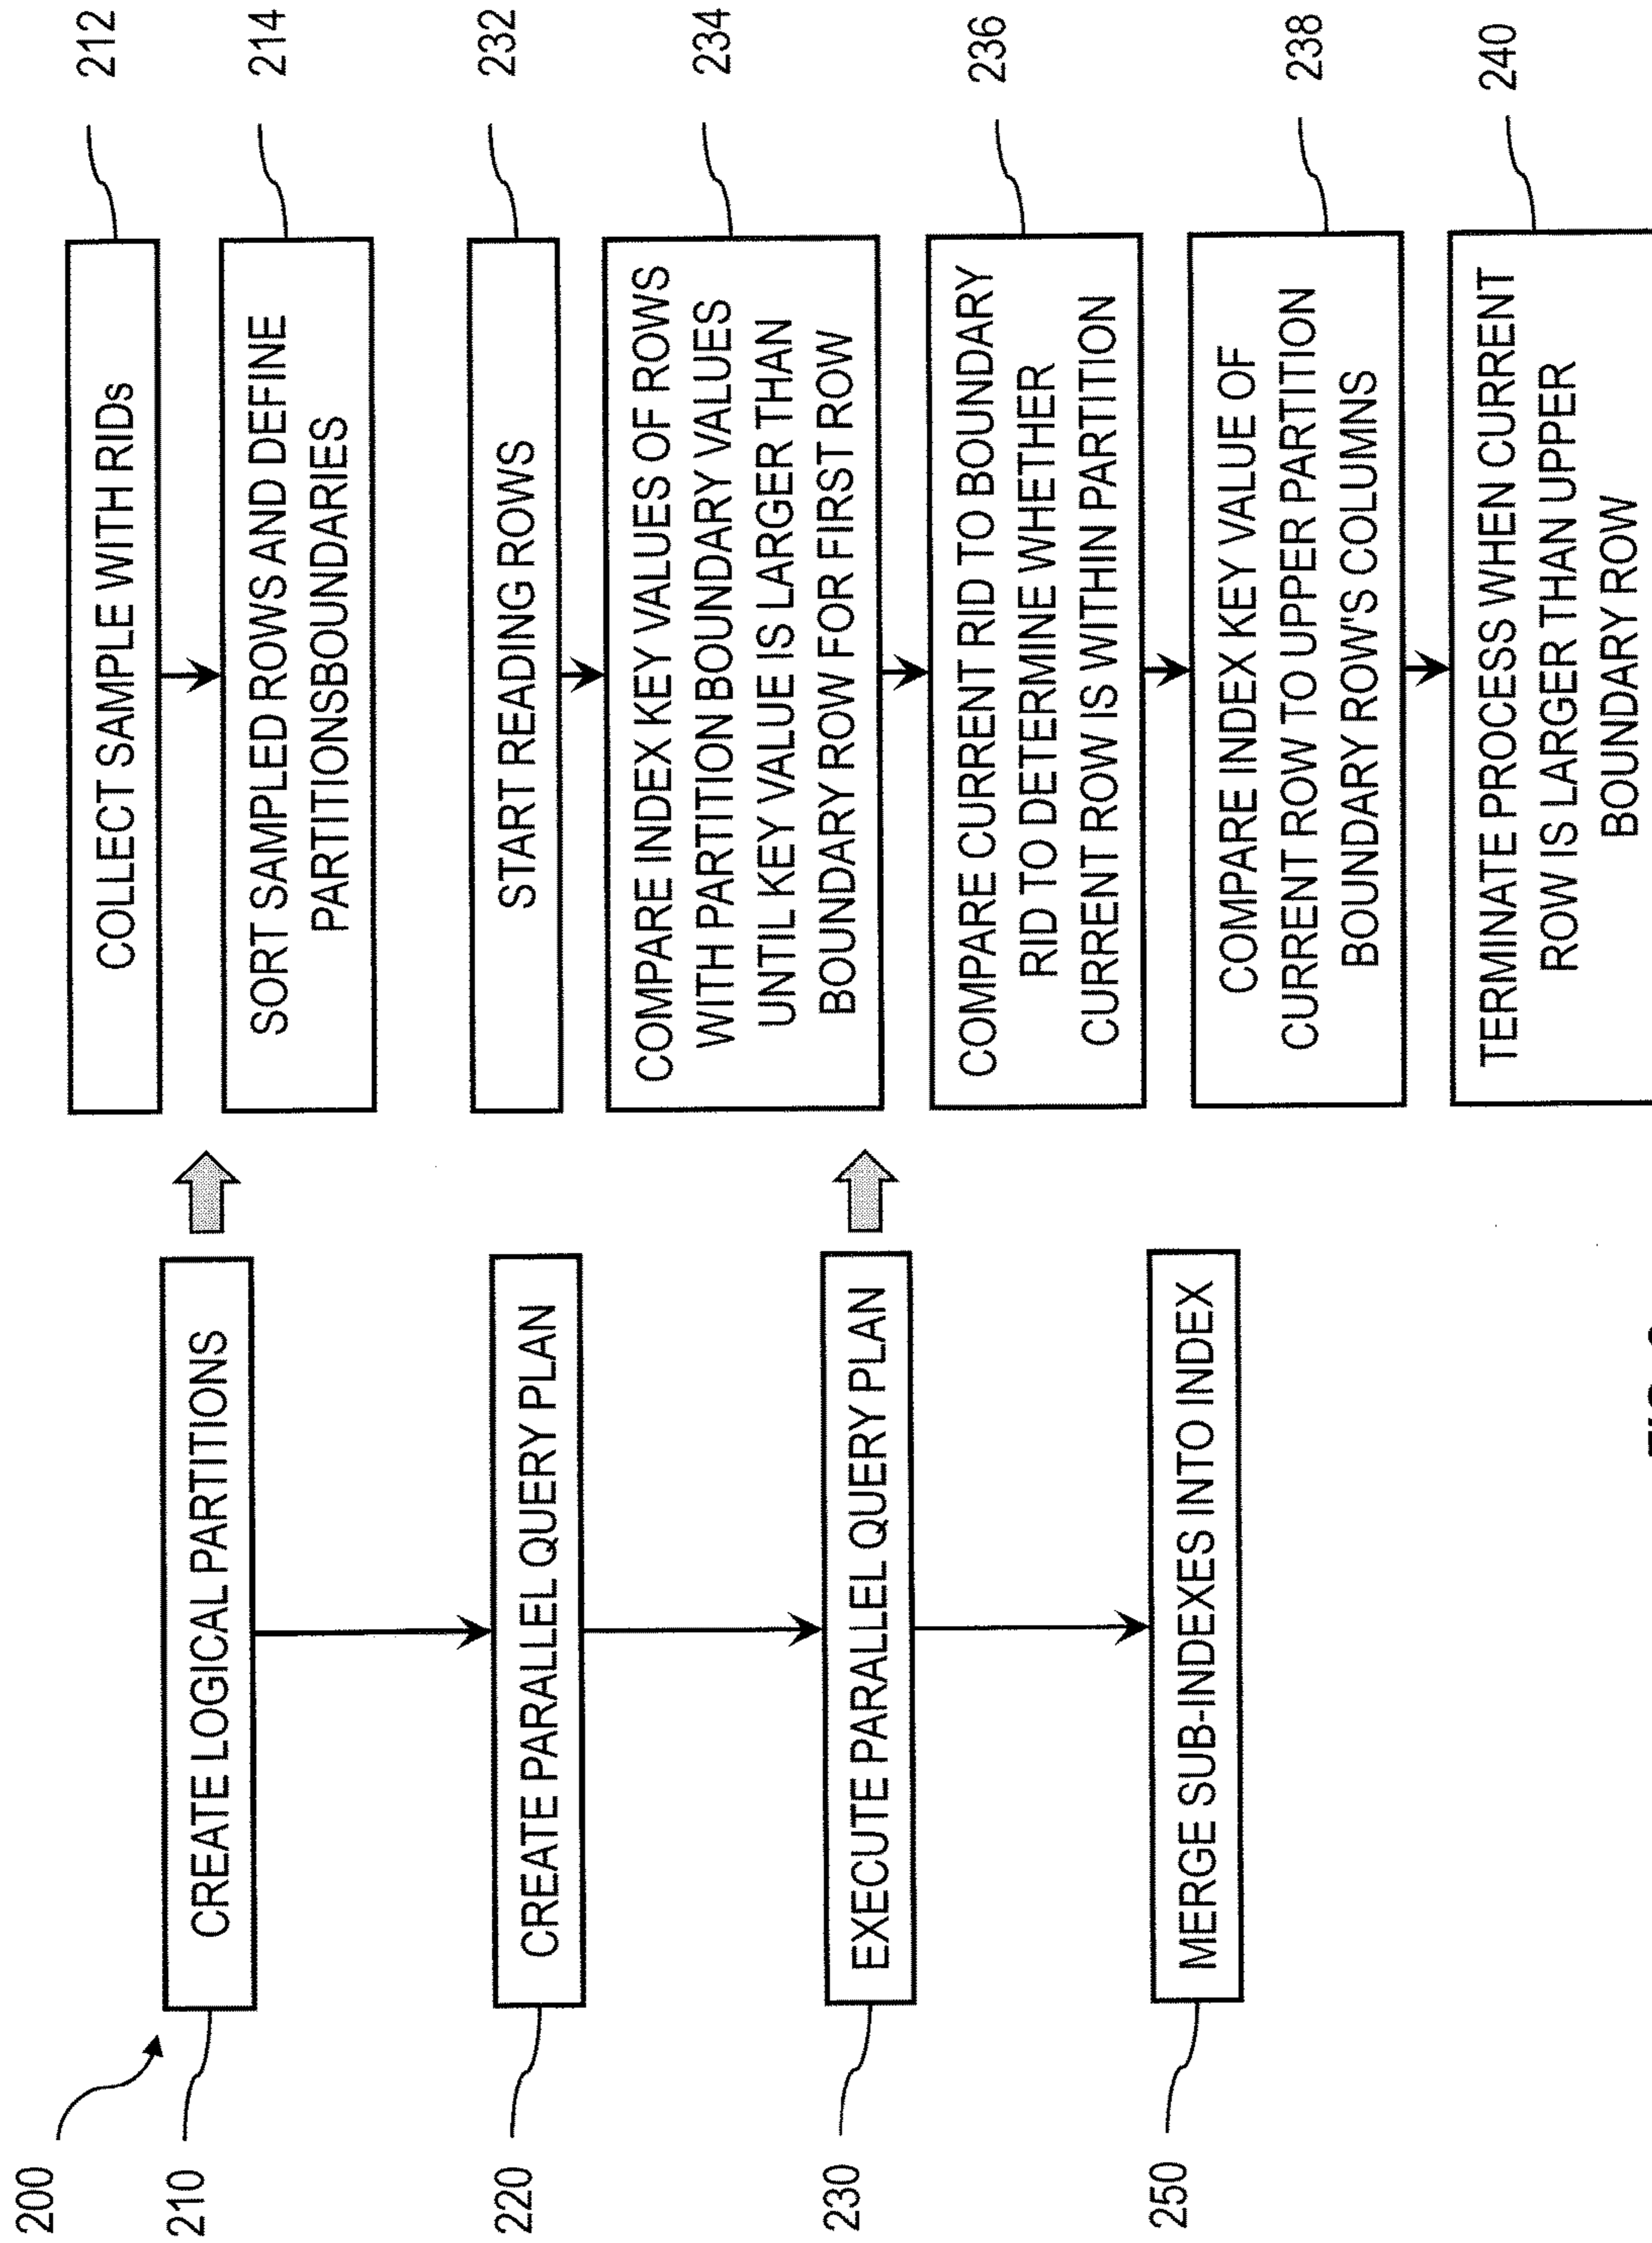 200
210
CREATE LOGICAL PARTITIONS
220
CREATE PARALLEL QUERY PLAN
230
EXECUTE PARALLEL QUERY PLAN
250
MERGE SUB-INDEXES INTO INDEX
COLLECT SAMPLE WITH RIDs
212
SORT SAMPLED ROWS AND DEFINE
PARTITIONSBOUNDARIES
214
START READING ROWS
232
COMPARE INDEX KEY VALUES OF ROWS
WITH PARTITION BOUNDARY VALUES
UNTIL KEY VALUE IS LARGER THAN
BOUNDARY ROW FOR FIRST ROW
234
COMPARE CURRENT RID TO BOUNDARY
RID TO DETERMINE WHETHER
CURRENT ROW IS WITHIN PARTITION
236
COMPARE INDEX KEY VALUE OF
CURRENT ROW TO UPPER PARTITION
BOUNDARY ROW'S COLUMNS
238
TERMINATE PROCESS WHEN CURRENT
ROW IS LARGER THAN UPPER
BOUNDARY ROW
240